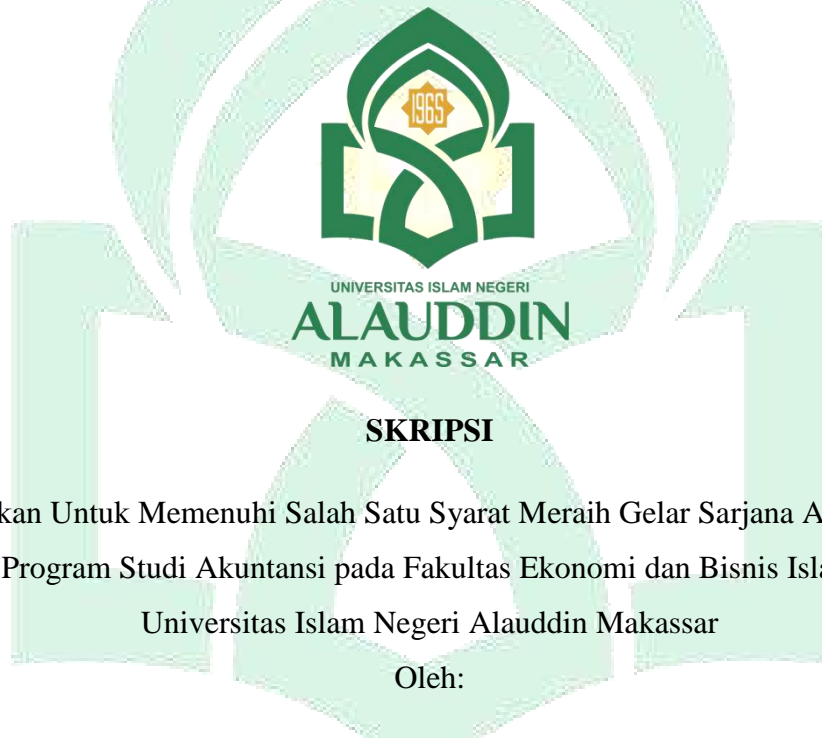 1965
UNIVERSITAS ISLAM NEGERI
ALAUDDIN
MAKASSAR
SKRIPSI
kan Untuk Memenuhi Salah Satu Syarat Meraih Gelar Sarjana A
Program Studi Akuntansi pada Fakultas Ekonomi dan Bisnis Isla
Universitas Islam Negeri Alauddin Makassar
Oleh: